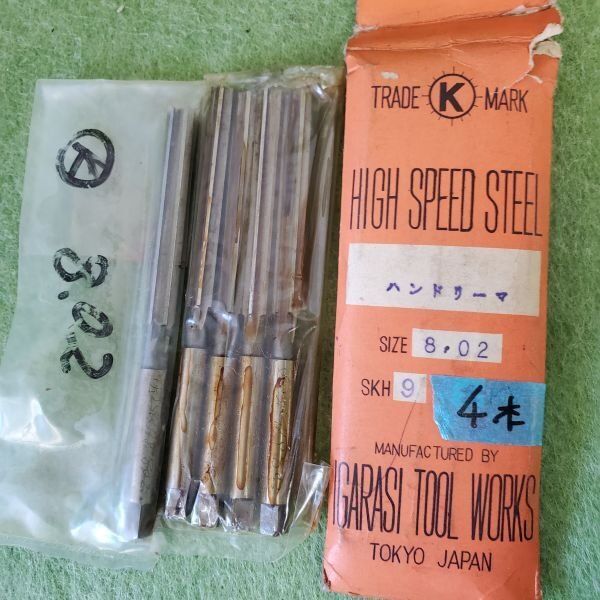 K
8.02
TRADE K MARK
HIGH SPEED STEEL
ハンドリーマ
SIZE 8.02
SKH 9
4本
MANUFACTURED BY
IGARASI TOOL WORKS
TOKYO JAPAN